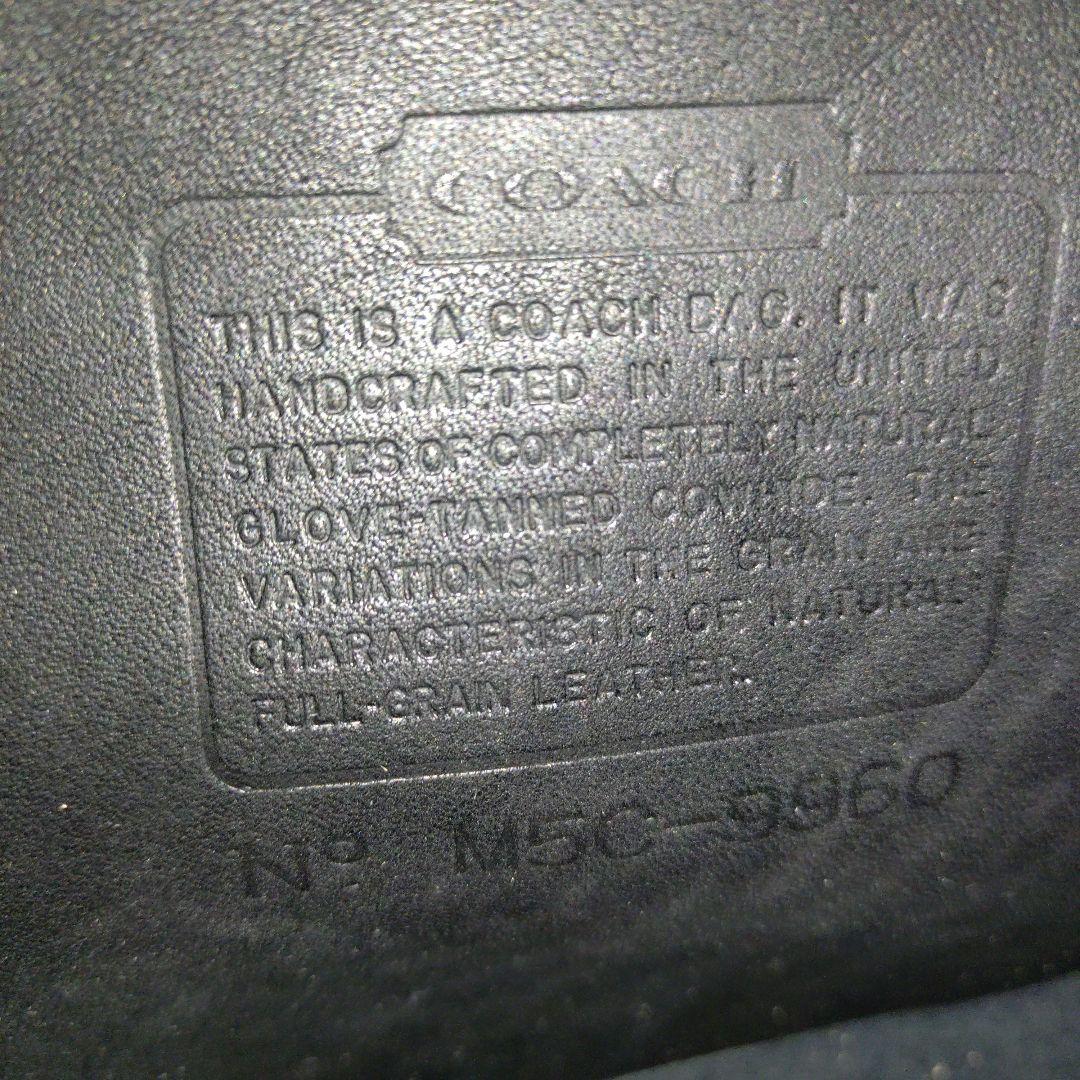 COACH
THIS IS A COACH BAG. IT WAS
HANDCRAFTED IN THE UNITED
STATES OF COMPLETELY NATURAL
GLOVE-TANNED COWHIDE. THE
VARIATIONS IN THE GRAIN ARE
CHARACTERISTIC OF NATURAL
FULL-GRAIN LEATHER.
Nº M5C-9960